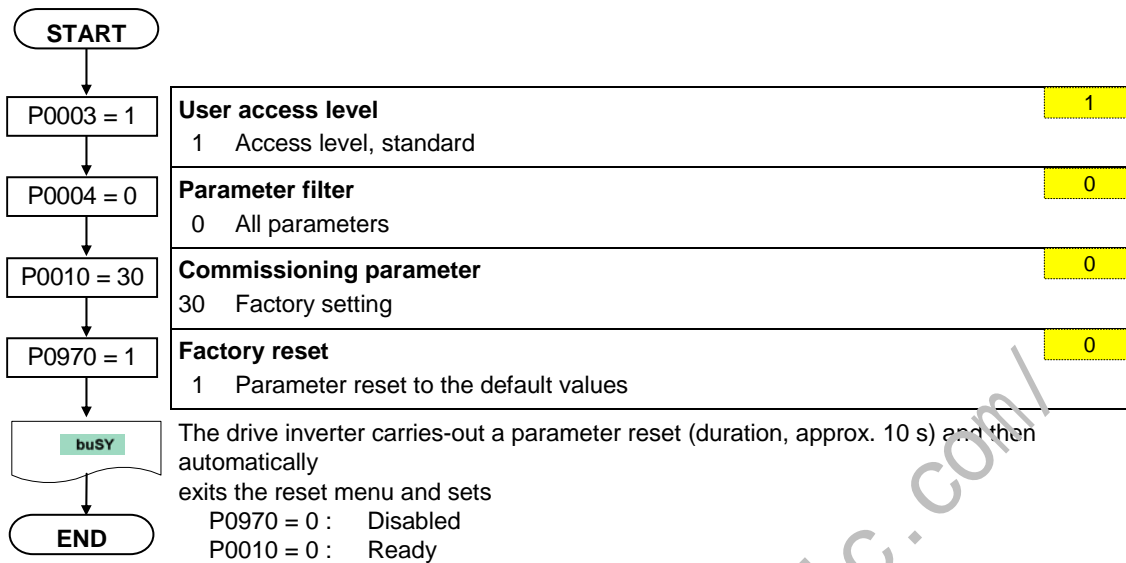 START
P0003 = 1
User access level 1
1 Access level, standard
P0004 = 0
Parameter filter 0
0 All parameters
P0010 = 30
Commissioning parameter 0
30 Factory setting
P0970 = 1
Factory reset 0
1 Parameter reset to the default values
buSY
The drive inverter carries-out a parameter reset (duration, approx. 10 s) and then
automatically
exits the reset menu and sets
P0970 = 0 : Disabled
P0010 = 0 : Ready
END
c.com/